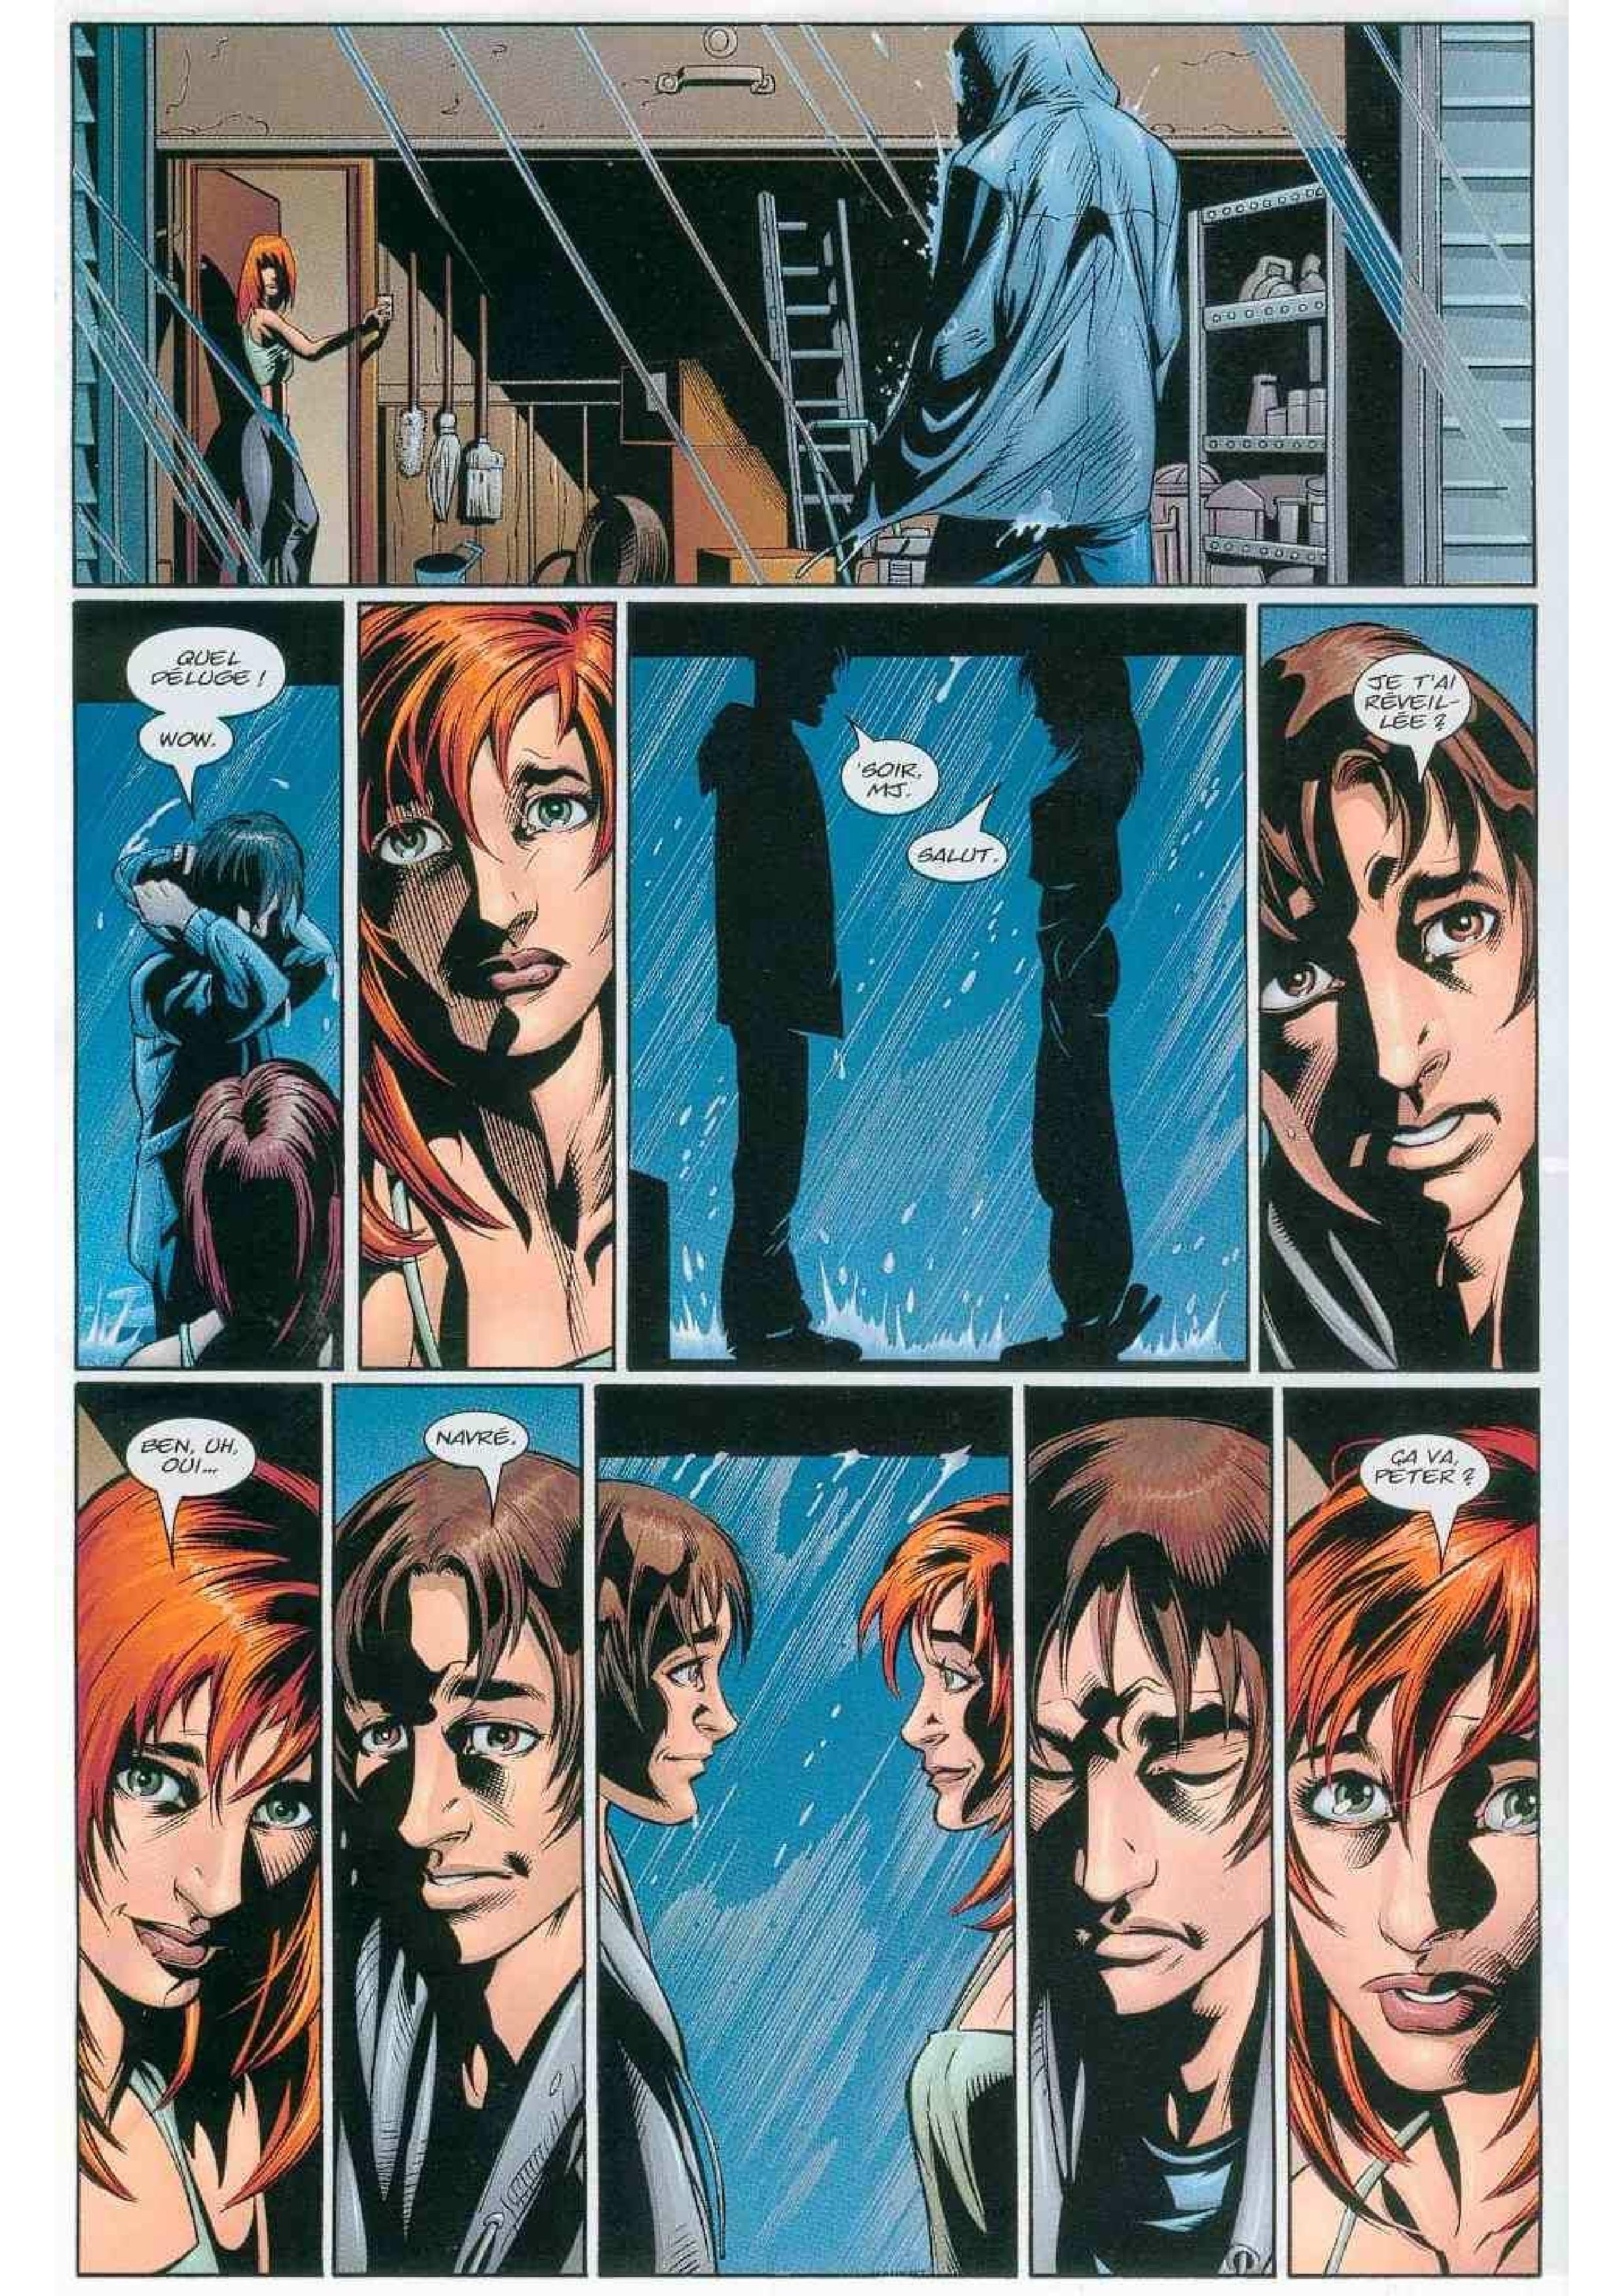 QUEL
DÉLUGE !
WOW.
'SOIR,
MJ.
SALUT.
JE T'AI
RÉVEIL-
LÉE ?
BEN, UH,
OUI...
NAVRÉ.
ÇA VA,
PETER ?